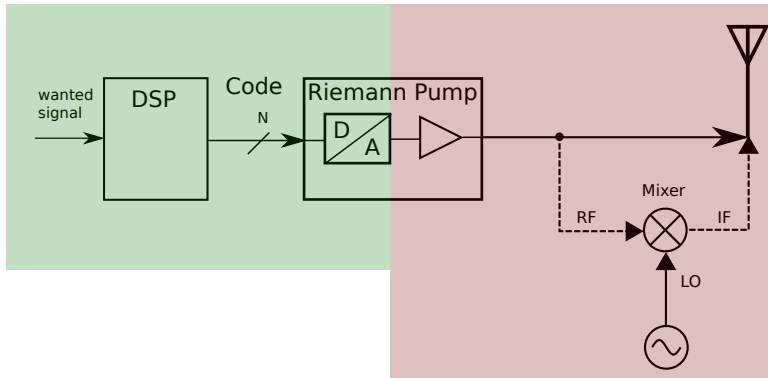 wanted
signal
DSP
Code
N
Riemann Pump
D
A
Mixer
RF
IF
LO